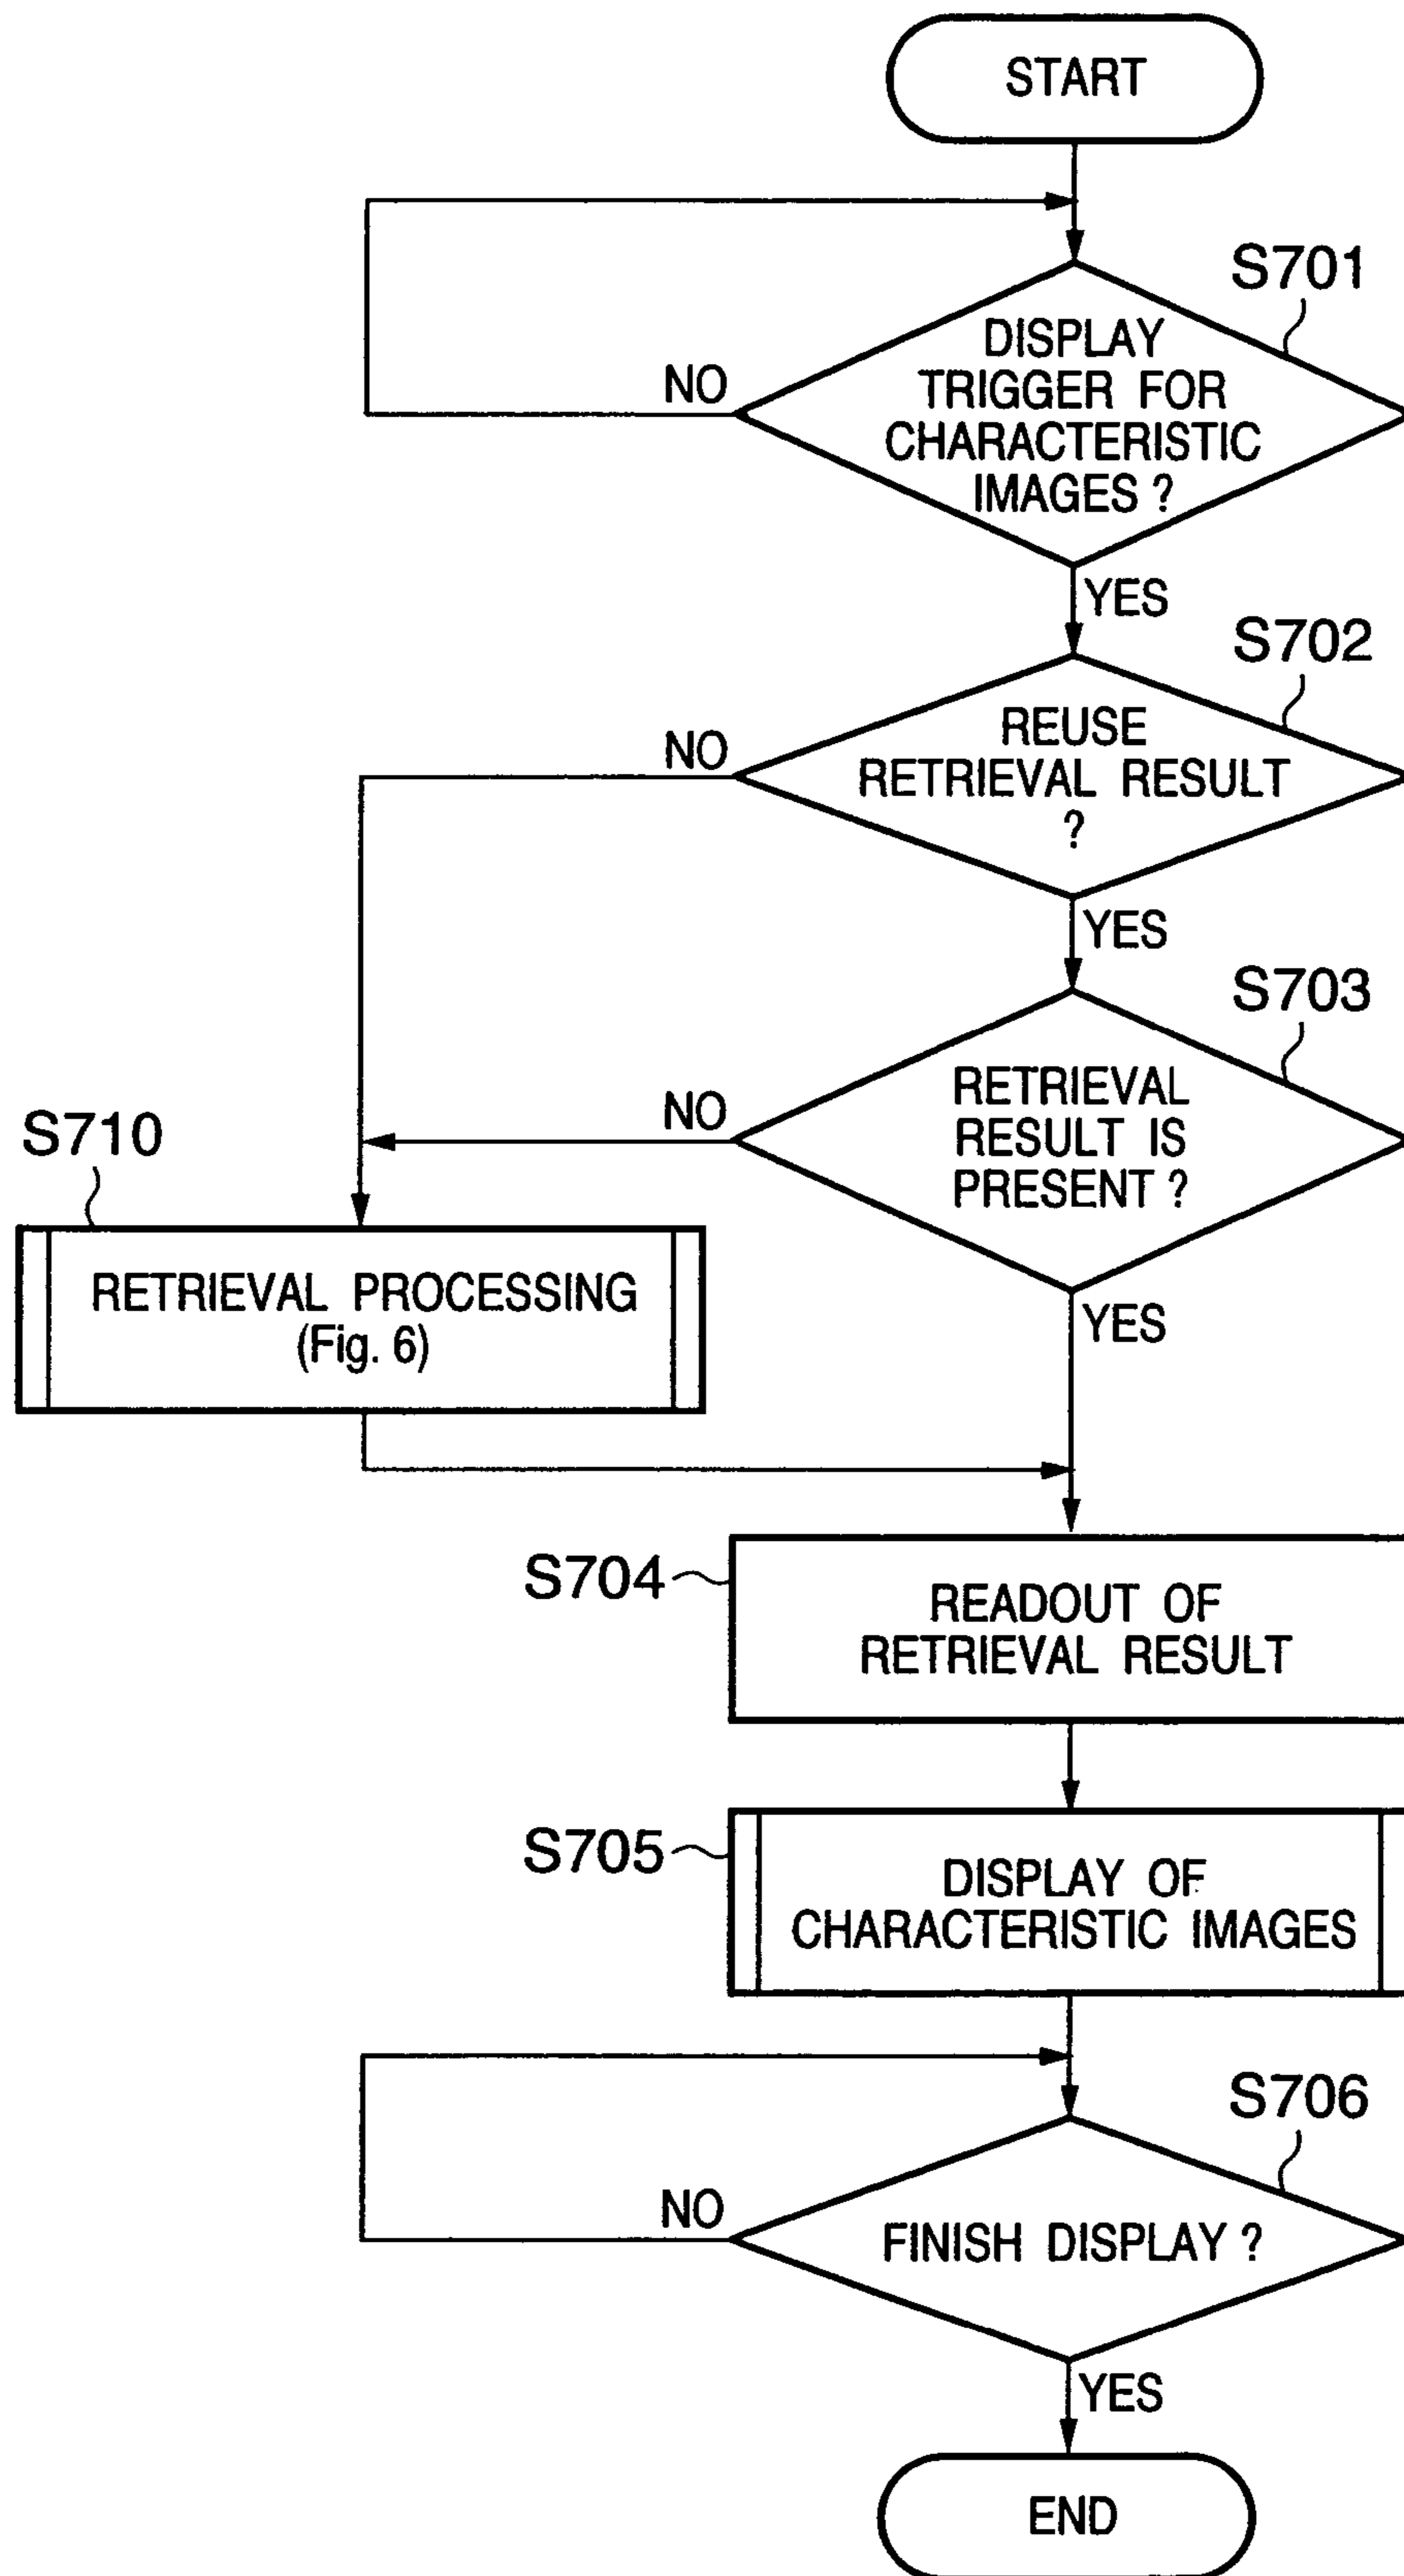 START
S701
DISPLAY
TRIGGER FOR
CHARACTERISTIC
IMAGES ?
NO
YES
S702
REUSE
RETRIEVAL RESULT
?
NO
YES
S703
RETRIEVAL
RESULT IS
PRESENT ?
NO
YES
S710
RETRIEVAL PROCESSING
(Fig. 6)
S704
READOUT OF
RETRIEVAL RESULT
S705
DISPLAY OF
CHARACTERISTIC IMAGES
S706
FINISH DISPLAY ?
NO
YES
END